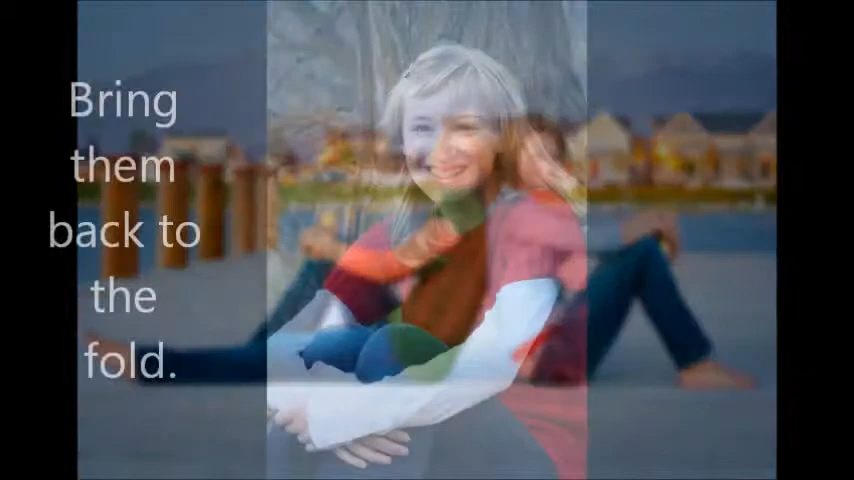 Bring
them
back to
the
fold.